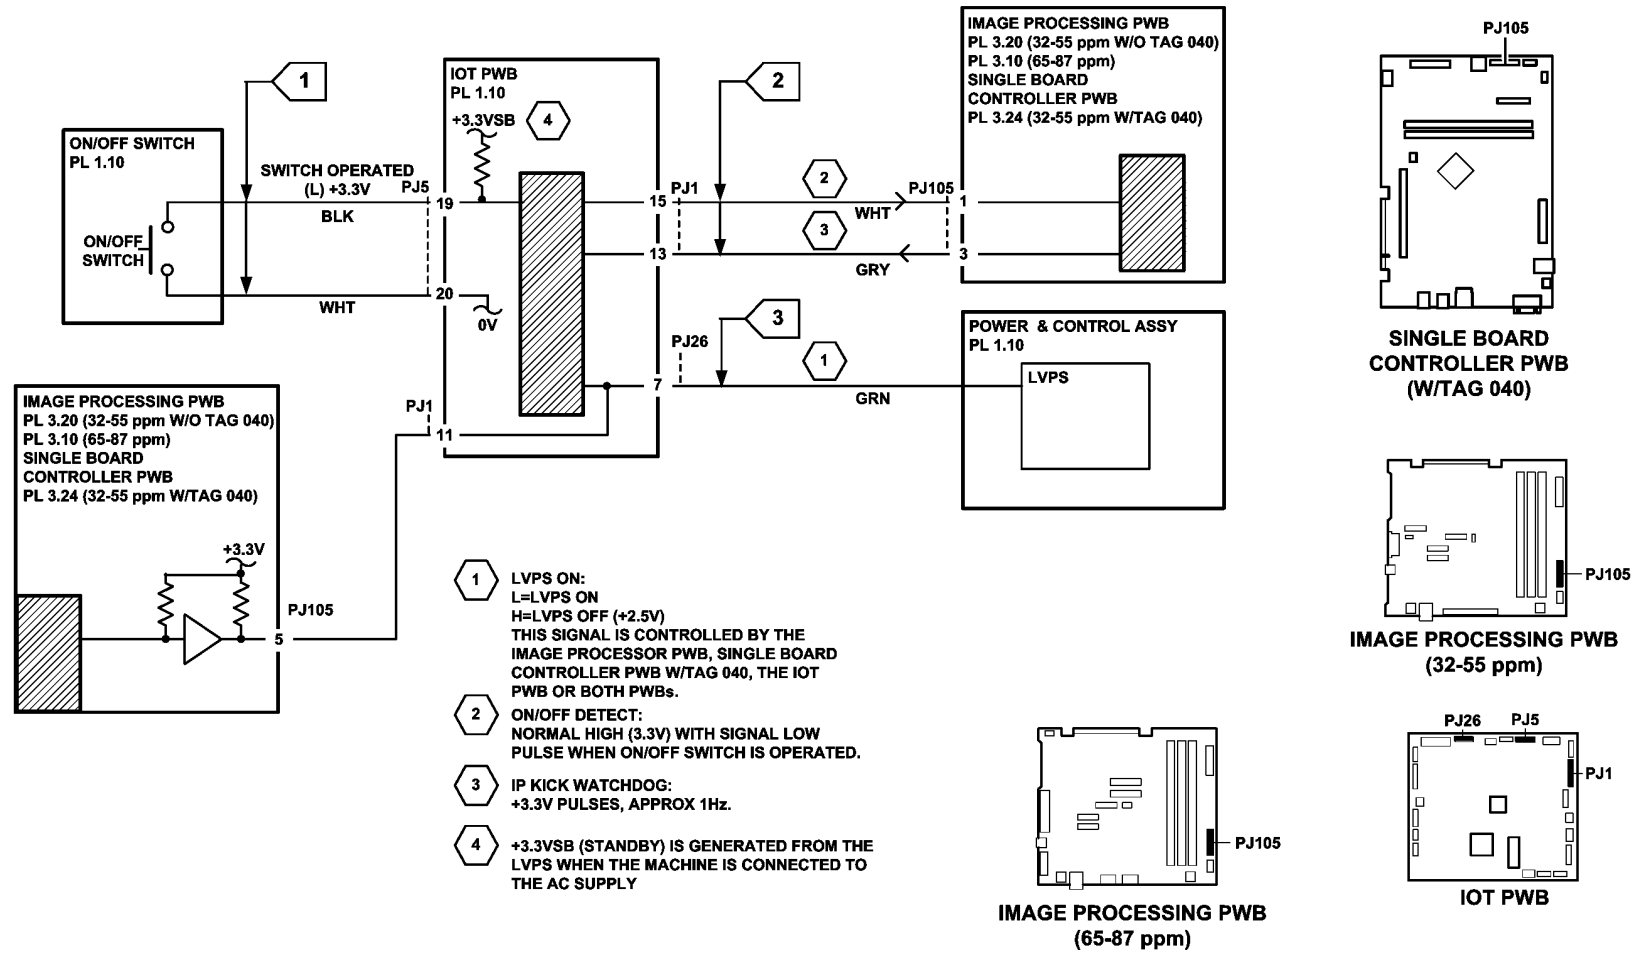 ON/OFF SWITCH
PL 1.10
ON/OFF
SWITCH
1
SWITCH OPERATED
(L) +3.3V
BLK
WHT
PJ5
19
20
IOT PWB
PL 1.10
+3.3VSB
4
0V
PJ1
11
15
13
PJ1
7
PJ26
2
2
WHT
3
GRY
PJ105
1
3
3
1
GRN
IMAGE PROCESSING PWB
PL 3.20 (32-55 ppm W/O TAG 040)
PL 3.10 (65-87 ppm)
SINGLE BOARD
CONTROLLER PWB
PL 3.24 (32-55 ppm W/TAG 040)
POWER & CONTROL ASSY
PL 1.10
LVPS
IMAGE PROCESSING PWB
PL 3.20 (32-55 ppm W/O TAG 040)
PL 3.10 (65-87 ppm)
SINGLE BOARD
CONTROLLER PWB
PL 3.24 (32-55 ppm W/TAG 040)
+3.3V
PJ105
5
1
LVPS ON:
L=LVPS ON
H=LVPS OFF (+2.5V)
THIS SIGNAL IS CONTROLLED BY THE
IMAGE PROCESSOR PWB, SINGLE BOARD
CONTROLLER PWB W/TAG 040, THE IOT
PWB OR BOTH PWBs.
2
ON/OFF DETECT:
NORMAL HIGH (3.3V) WITH SIGNAL LOW
PULSE WHEN ON/OFF SWITCH IS OPERATED.
3
IP KICK WATCHDOG:
+3.3V PULSES, APPROX 1Hz.
4
+3.3VSB (STANDBY) IS GENERATED FROM THE
LVPS WHEN THE MACHINE IS CONNECTED TO
THE AC SUPPLY
PJ105
SINGLE BOARD
CONTROLLER PWB
(W/TAG 040)
PJ105
IMAGE PROCESSING PWB
(32-55 ppm)
PJ105
IMAGE PROCESSING PWB
(65-87 ppm)
PJ26
PJ5
PJ1
IOT PWB